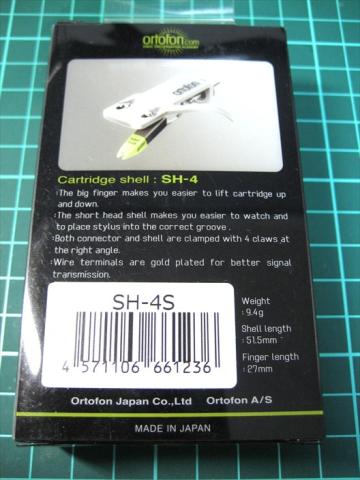 ortofon.com
ortofon
Cartridge shell : SH-4
:The big finger makes you easier to lift cartridge up
and down.
:The short head shell makes you easier to watch and
to place stylus into the correct groove .
:Both connector and shell are clamped with 4 claws at
the right angle.
:Wire terminals are gold plated for better signal
transmission.
SH-4S
4 571106 661236
Weight
: 9.4g
Shell length
: 51.5mm
Finger length
: 27mm
Ortofon Japan Co.,Ltd Ortofon A/S
MADE IN JAPAN